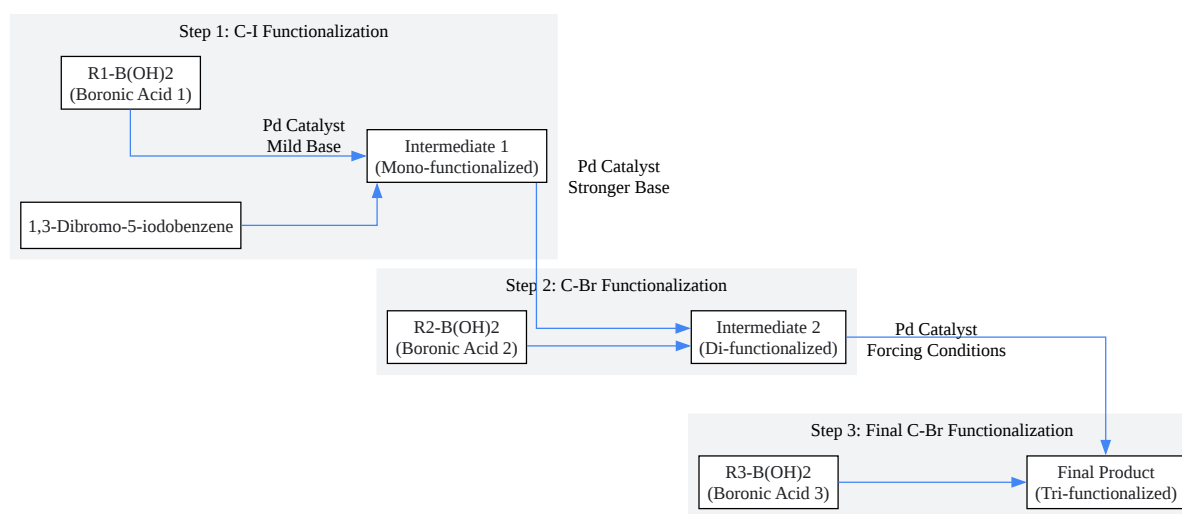 Step 1: C-I Functionalization
R1-B(OH)2
(Boronic Acid 1)
Pd Catalyst
Mild Base
Intermediate 1
(Mono-functionalized)
1,3-Dibromo-5-iodobenzene
Pd Catalyst
Stronger Base
Step 2: C-Br Functionalization
R2-B(OH)2
(Boronic Acid 2)
Intermediate 2
(Di-functionalized)
Pd Catalyst
Forcing Conditions
Step 3: Final C-Br Functionalization
R3-B(OH)2
(Boronic Acid 3)
Final Product
(Tri-functionalized)